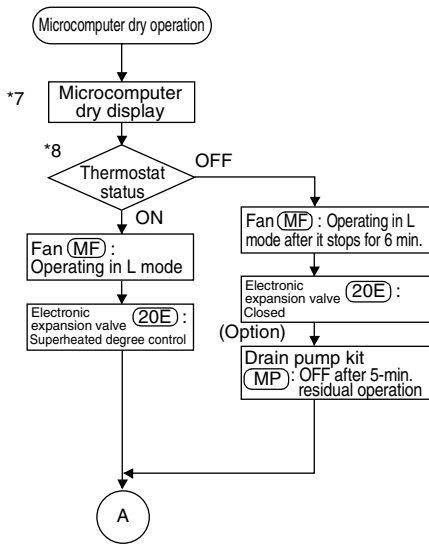 Microcomputer dry operation
*7
Microcomputer
dry display
*8
Thermostat
status
OFF
ON
Fan MF :
Operating in L mode
Electronic
expansion valve 20E :
Superheated degree control
Fan MF : Operating in L
mode after it stops for 6 min.
Electronic
expansion valve 20E :
Closed
(Option)
Drain pump kit
MP : OFF after 5-min.
residual operation
A